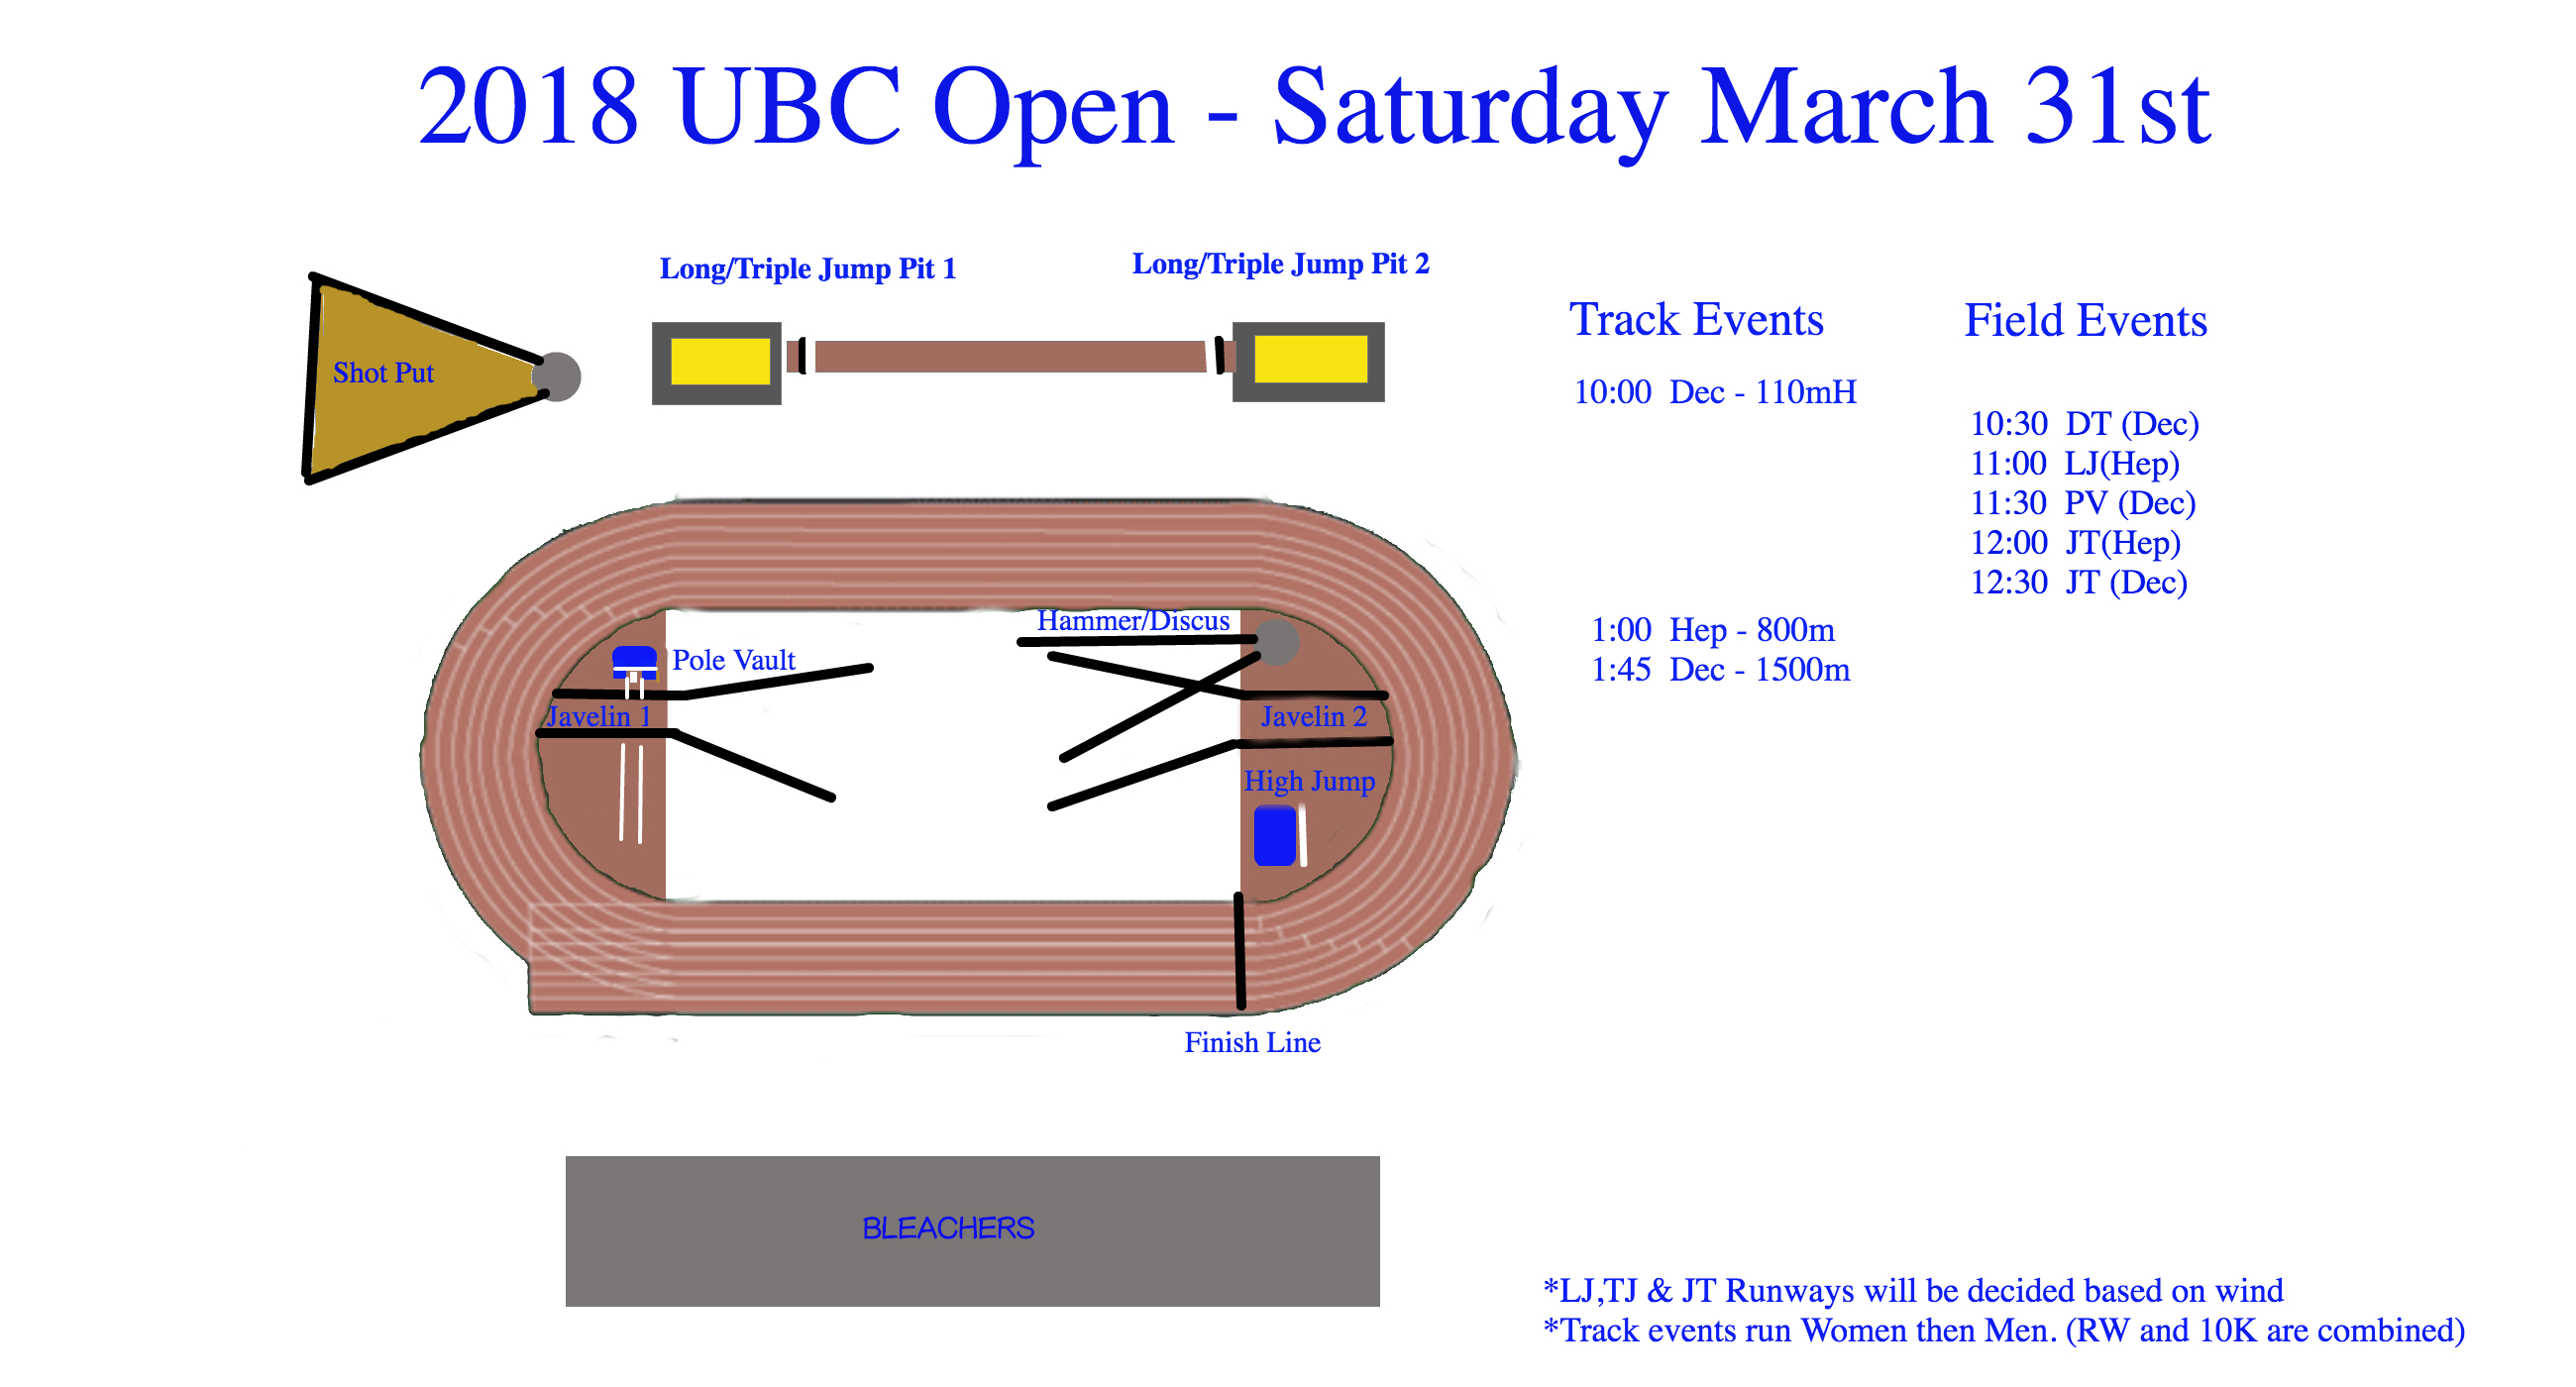 2018 UBC Open - Saturday March 31st
Long/Triple Jump Pit 1
Long/Triple Jump Pit 2
Shot Put
Track Events
10:00 Dec - 110mH
1:00 Hep - 800m
1:45 Dec - 1500m
Field Events
10:30 DT (Dec)
11:00 LJ(Hep)
11:30 PV (Dec)
12:00 JT(Hep)
12:30 JT (Dec)
Hammer/Discus
Pole Vault
Javelin 1
Javelin 2
High Jump
Finish Line
BLEACHERS
*LJ,TJ & JT Runways will be decided based on wind
*Track events run Women then Men. (RW and 10K are combined)